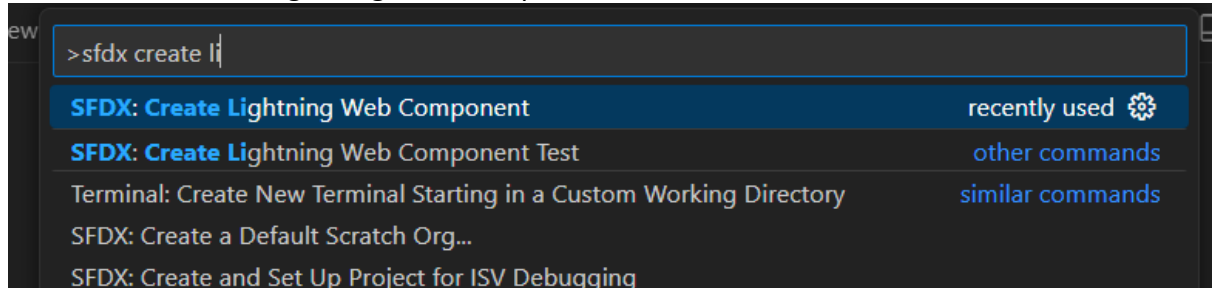 ew
>sfdx create li
SFDX: Create Lightning Web Component recently used
SFDX: Create Lightning Web Component Test other commands
Terminal: Create New Terminal Starting in a Custom Working Directory similar commands
SFDX: Create a Default Scratch Org...
SFDX: Create and Set Up Project for ISV Debugging